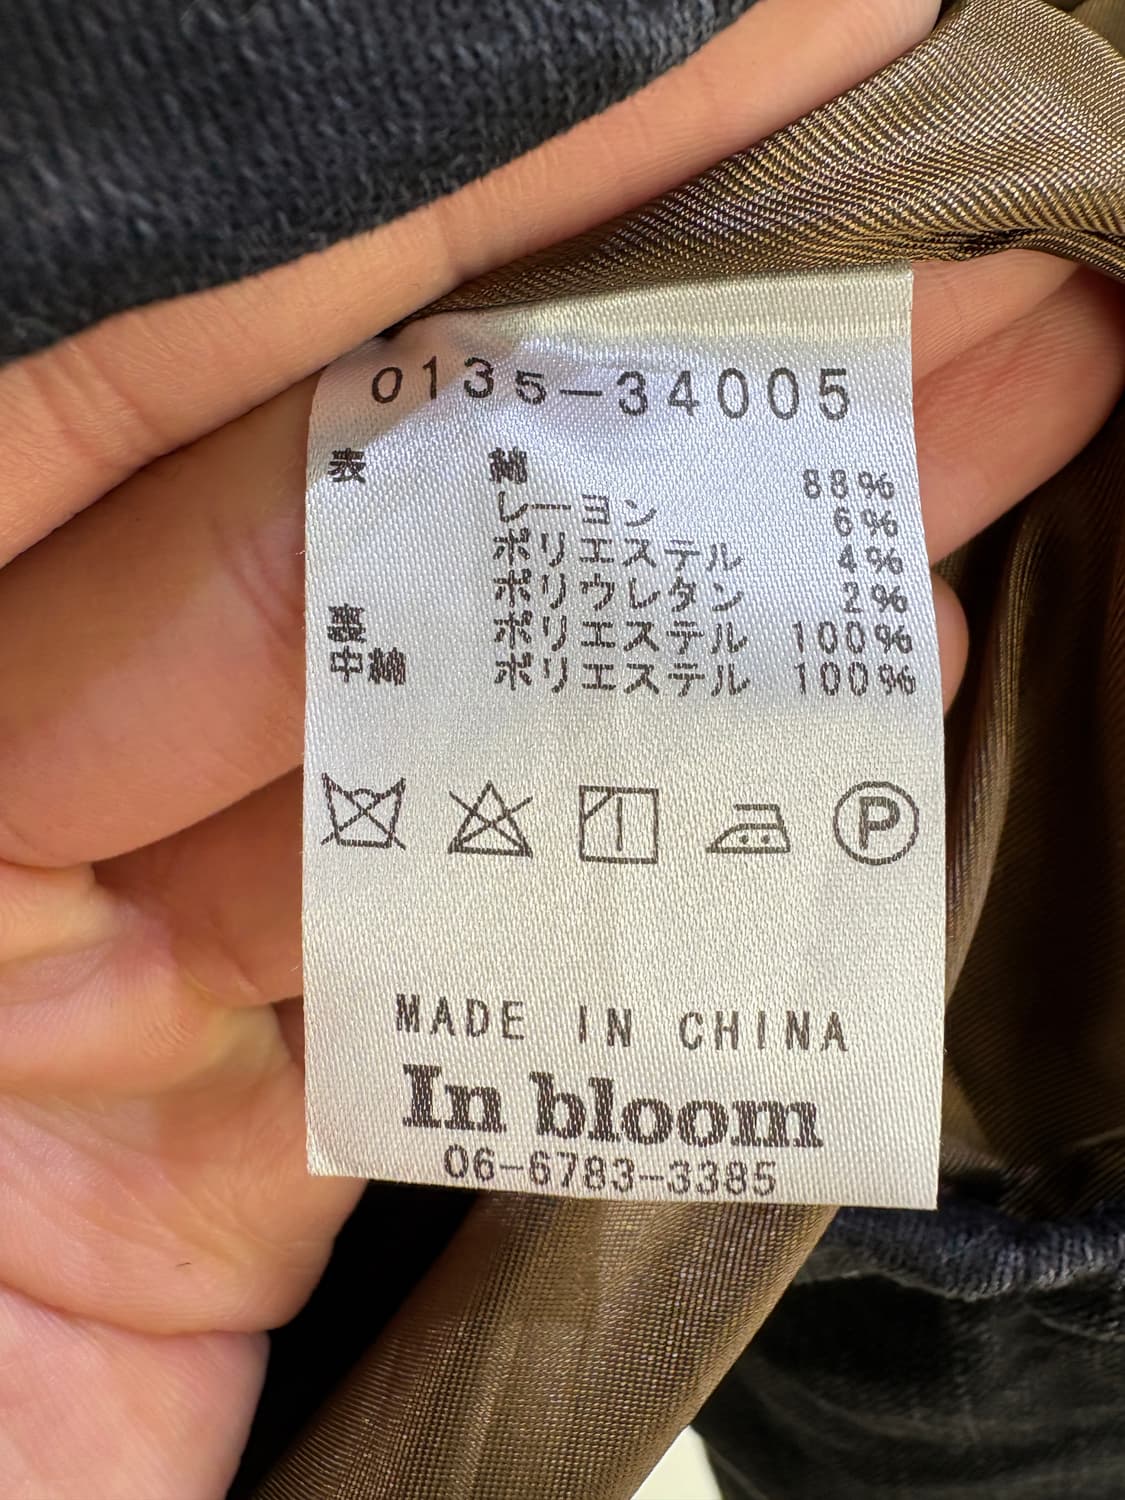 0135-34005
表 綿 88%
レーヨン 6%
ポリエステル 4%
ポリウレタン 2%
裏 ポリエステル 100%
中綿 ポリエステル 100%
P
MADE IN CHINA
In bloom
06-6783-3385